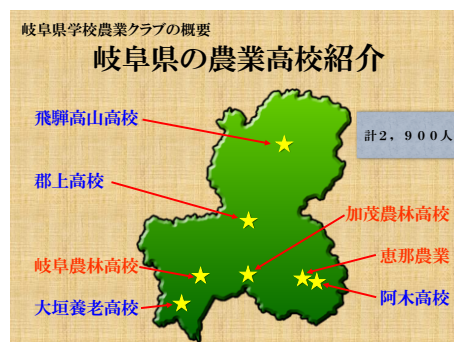 岐阜県学校農業クラブの概要
岐阜県の農業高校紹介
飛騨高山高校
計２，９００人
郡上高校
加茂農林高校
恵那農業
岐阜農林高校
阿木高校
大垣養老高校